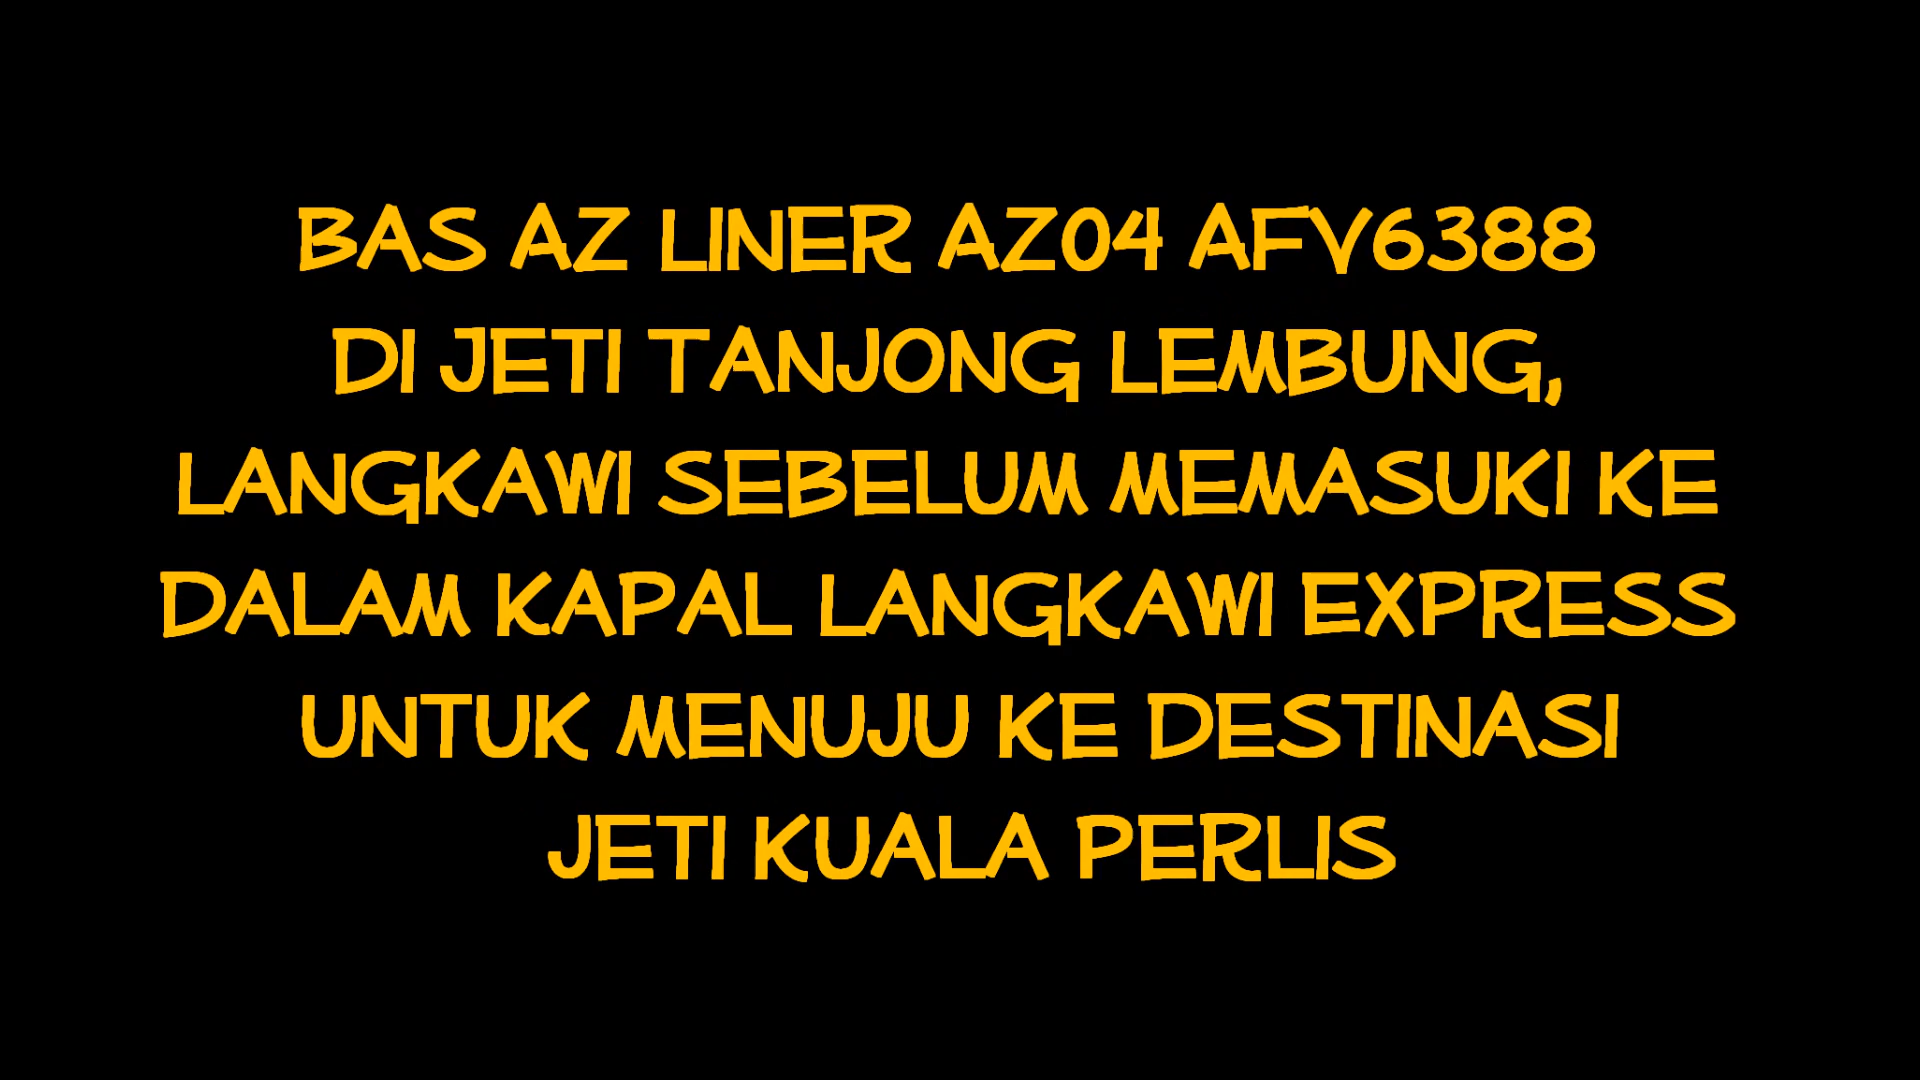 BAS AZ LINER AZ04 AFV6388
DI JETI TANJONG LEMBUNG,
LANGKAWI SEBELUM MEMASUKI KE
DALAM KAPAL LANGKAWI EXPRESS
UNTUK MENUJU KE DESTINASI
JETI KUALA PERLIS